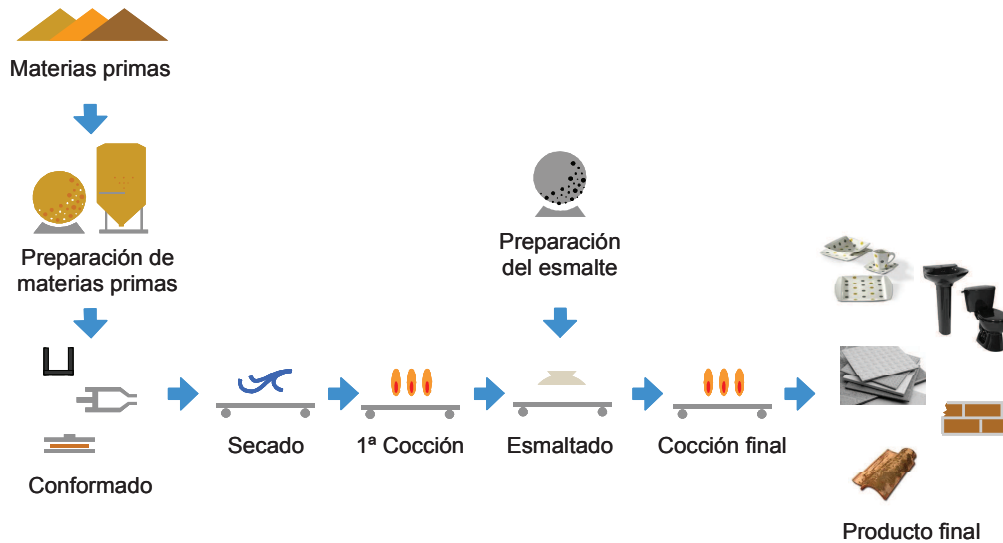 Materias primas
Preparación de
materias primas
Preparación
del esmalte
Conformado
Secado
1ª Cocción
Esmaltado
Cocción final
Producto final